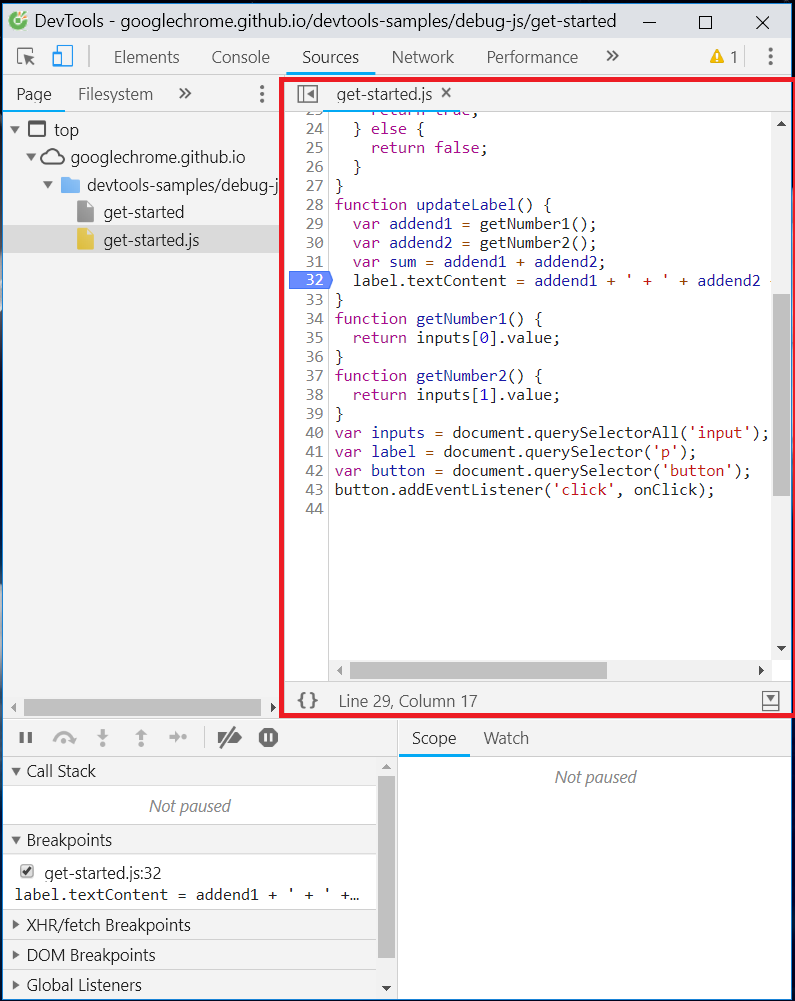 DevTools - googlechrome.github.io/devtools-samples/debug-js/get-started
Elements Console Sources Network Performance » 1
Page Filesystem »
get-started.js ×
top
googlechrome.github.io
devtools-samples/debug-j
get-started
get-started.js
23 return true;
24 } else {
25 return false;
26 }
27 }
28 function updateLabel() {
29 var addend1 = getNumber1();
30 var addend2 = getNumber2();
31 var sum = addend1 + addend2;
32 label.textContent = addend1 + ' + ' + addend2
33 }
34 function getNumber1() {
35 return inputs[0].value;
36 }
37 function getNumber2() {
38 return inputs[1].value;
39 }
40 var inputs = document.querySelectorAll('input');
41 var label = document.querySelector('p');
42 var button = document.querySelector('button');
43 button.addEventListener('click', onClick);
44
{} Line 29, Column 17
Call Stack
Not paused
Breakpoints
get-started.js:32
label.textContent = addend1 + ' + ' +…
XHR/fetch Breakpoints
DOM Breakpoints
Global Listeners
Scope Watch
Not paused